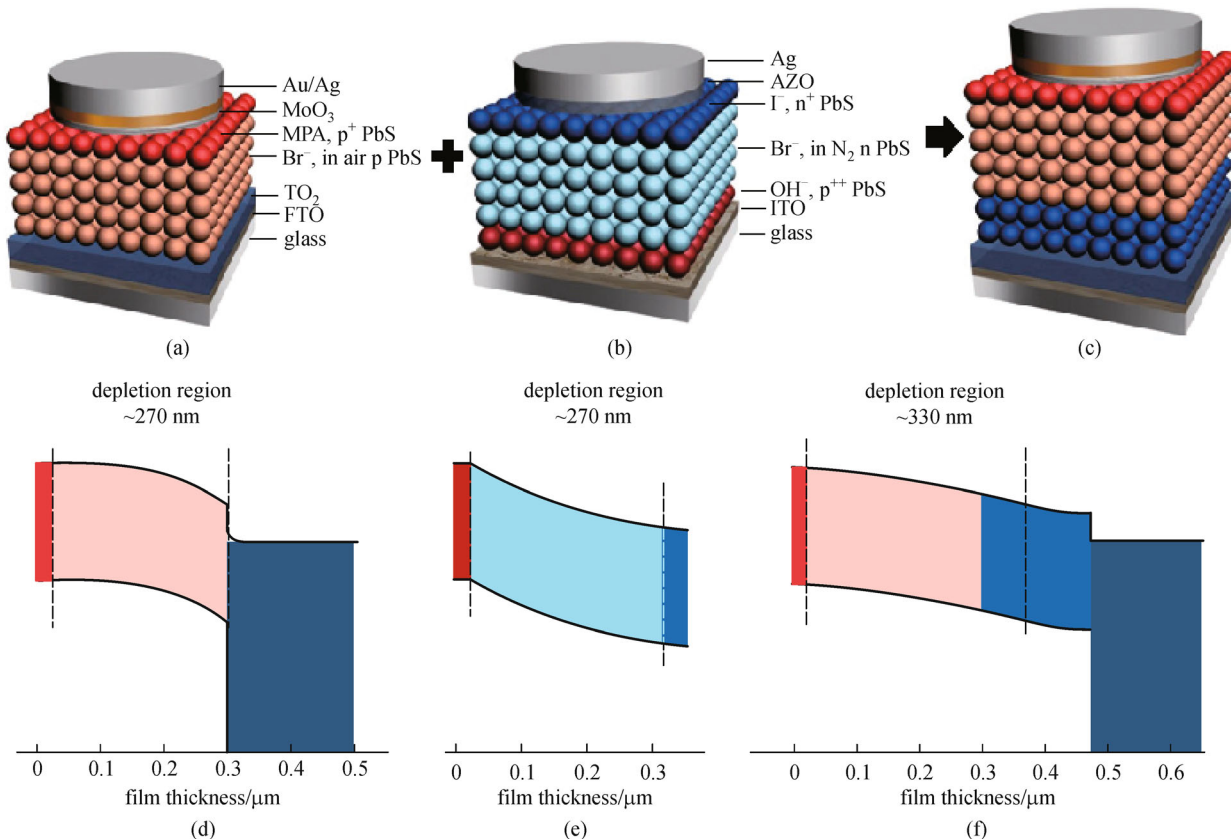 Au/Ag
MoO₃
MPA, p⁺ PbS
Br⁻, in air p PbS
TO₂
FTO
glass
(a)
Ag
AZO
I⁻, n⁺ PbS
Br⁻, in N₂ n PbS
OH⁻, p⁺⁺ PbS
ITO
glass
(b)
(c)
depletion region
~270 nm
0 0.1 0.2 0.3 0.4 0.5
film thickness/μm
(d)
depletion region
~270 nm
0 0.1 0.2 0.3
film thickness/μm
(e)
depletion region
~330 nm
0 0.1 0.2 0.3 0.4 0.5 0.6
film thickness/μm
(f)